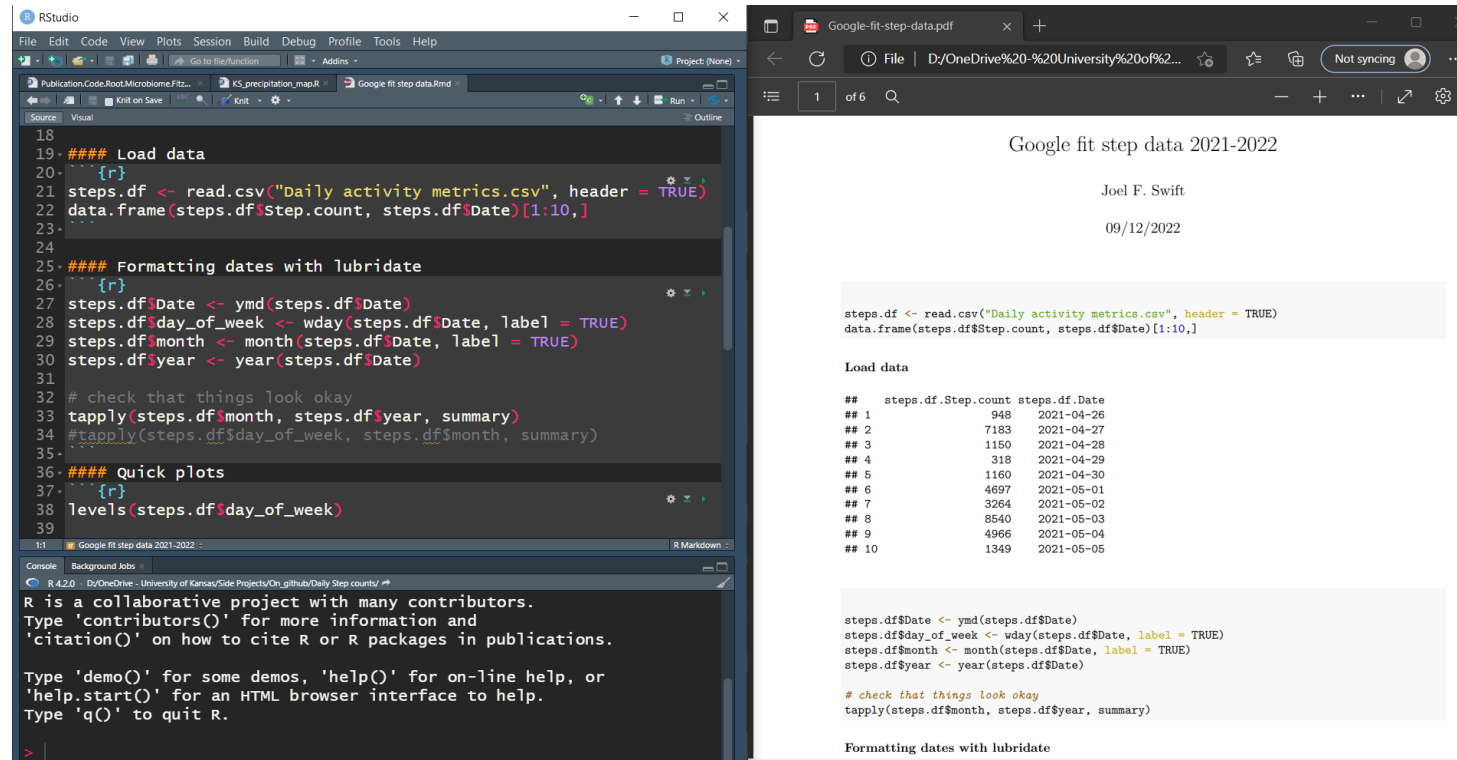 RStudio
File Edit Code View Plots Session Build Debug Profile Tools Help
Go to file/function Addins Project: (None)
Publication.Code.Root.Microbiome.Fitz... KS_precipitation_map.R Google fit step data.Rmd
Knit on Save ABC Knit Run
Source Visual Outline
18
19 #### Load data
20 ```{r}
21 steps.df <- read.csv("Daily activity metrics.csv", header = TRUE)
22 data.frame(steps.df$Step.count, steps.df$Date)[1:10,]
23 ```
24
25 #### Formatting dates with lubridate
26 ```{r}
27 steps.df$Date <- ymd(steps.df$Date)
28 steps.df$day_of_week <- wday(steps.df$Date, label = TRUE)
29 steps.df$month <- month(steps.df$Date, label = TRUE)
30 steps.df$year <- year(steps.df$Date)
31
32 # check that things look okay
33 tapply(steps.df$month, steps.df$year, summary)
34 #tapply(steps.df$day_of_week, steps.df$month, summary)
35 ```
36 #### Quick plots
37 ```{r}
38 levels(steps.df$day_of_week)
39
1:1 Google fit step data 2021-2022 R Markdown
Console Background Jobs
R 4.2.0 · D:/OneDrive - University of Kansas/Side Projects/On_github/Daily Step counts/
R is a collaborative project with many contributors.
Type 'contributors()' for more information and
'citation()' on how to cite R or R packages in publications.
Type 'demo()' for some demos, 'help()' for on-line help, or
'help.start()' for an HTML browser interface to help.
Type 'q()' to quit R.
>
Google-fit-step-data.pdf
File | D:/OneDrive%20-%20University%20of%2... Not syncing
1 of 6
Google fit step data 2021-2022
Joel F. Swift
09/12/2022
steps.df <- read.csv("Daily activity metrics.csv", header = TRUE)
data.frame(steps.df$Step.count, steps.df$Date)[1:10,]
Load data
## steps.df.Step.count steps.df.Date
## 1 948 2021-04-26
## 2 7183 2021-04-27
## 3 1150 2021-04-28
## 4 318 2021-04-29
## 5 1160 2021-04-30
## 6 4697 2021-05-01
## 7 3264 2021-05-02
## 8 8540 2021-05-03
## 9 4966 2021-05-04
## 10 1349 2021-05-05
steps.df$Date <- ymd(steps.df$Date)
steps.df$day_of_week <- wday(steps.df$Date, label = TRUE)
steps.df$month <- month(steps.df$Date, label = TRUE)
steps.df$year <- year(steps.df$Date)
# check that things look okay
tapply(steps.df$month, steps.df$year, summary)
Formatting dates with lubridate